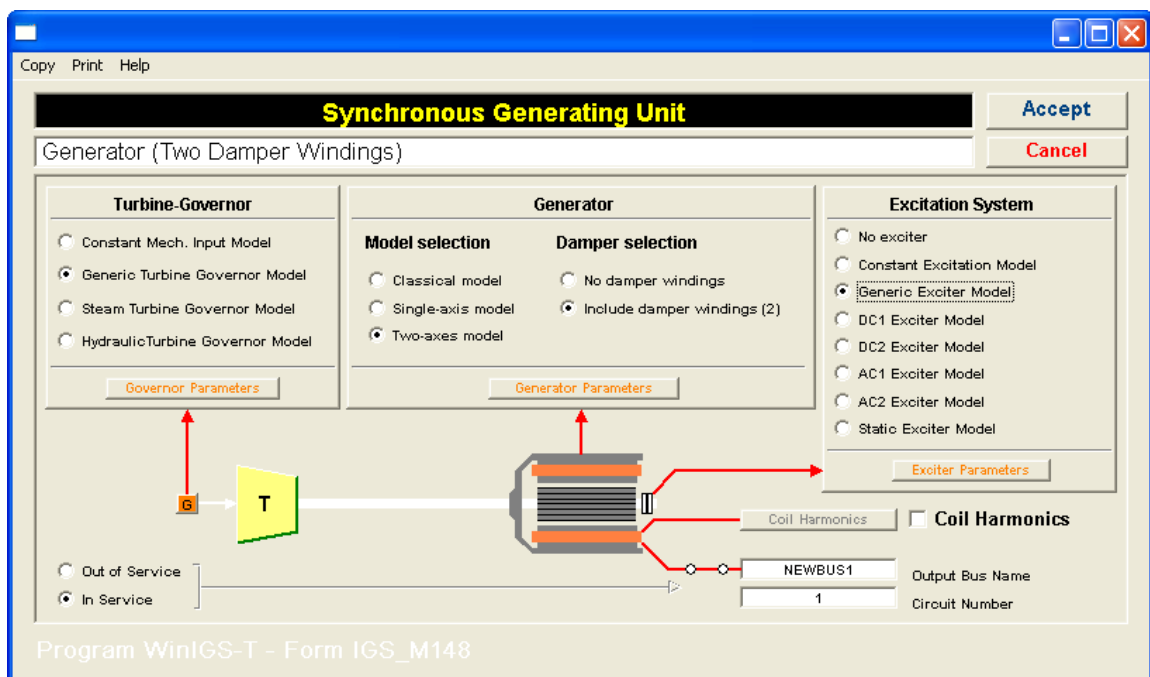 Copy Print Help
Synchronous Generating Unit
Accept
Generator (Two Damper Windings)
Cancel
Turbine-Governor
Constant Mech. Input Model
Generic Turbine Governor Model
Steam Turbine Governor Model
HydraulicTurbine Governor Model
Governor Parameters
Generator
Model selection
Classical model
Single-axis model
Two-axes model
Damper selection
No damper windings
Include damper windings (2)
Generator Parameters
Excitation System
No exciter
Constant Excitation Model
Generic Exciter Model
DC1 Exciter Model
DC2 Exciter Model
AC1 Exciter Model
AC2 Exciter Model
Static Exciter Model
Exciter Parameters
G
T
Coil Harmonics
Coil Harmonics
Out of Service
In Service
NEWBUS1
Output Bus Name
1
Circuit Number
Program WinIGS-T - Form IGS_M148